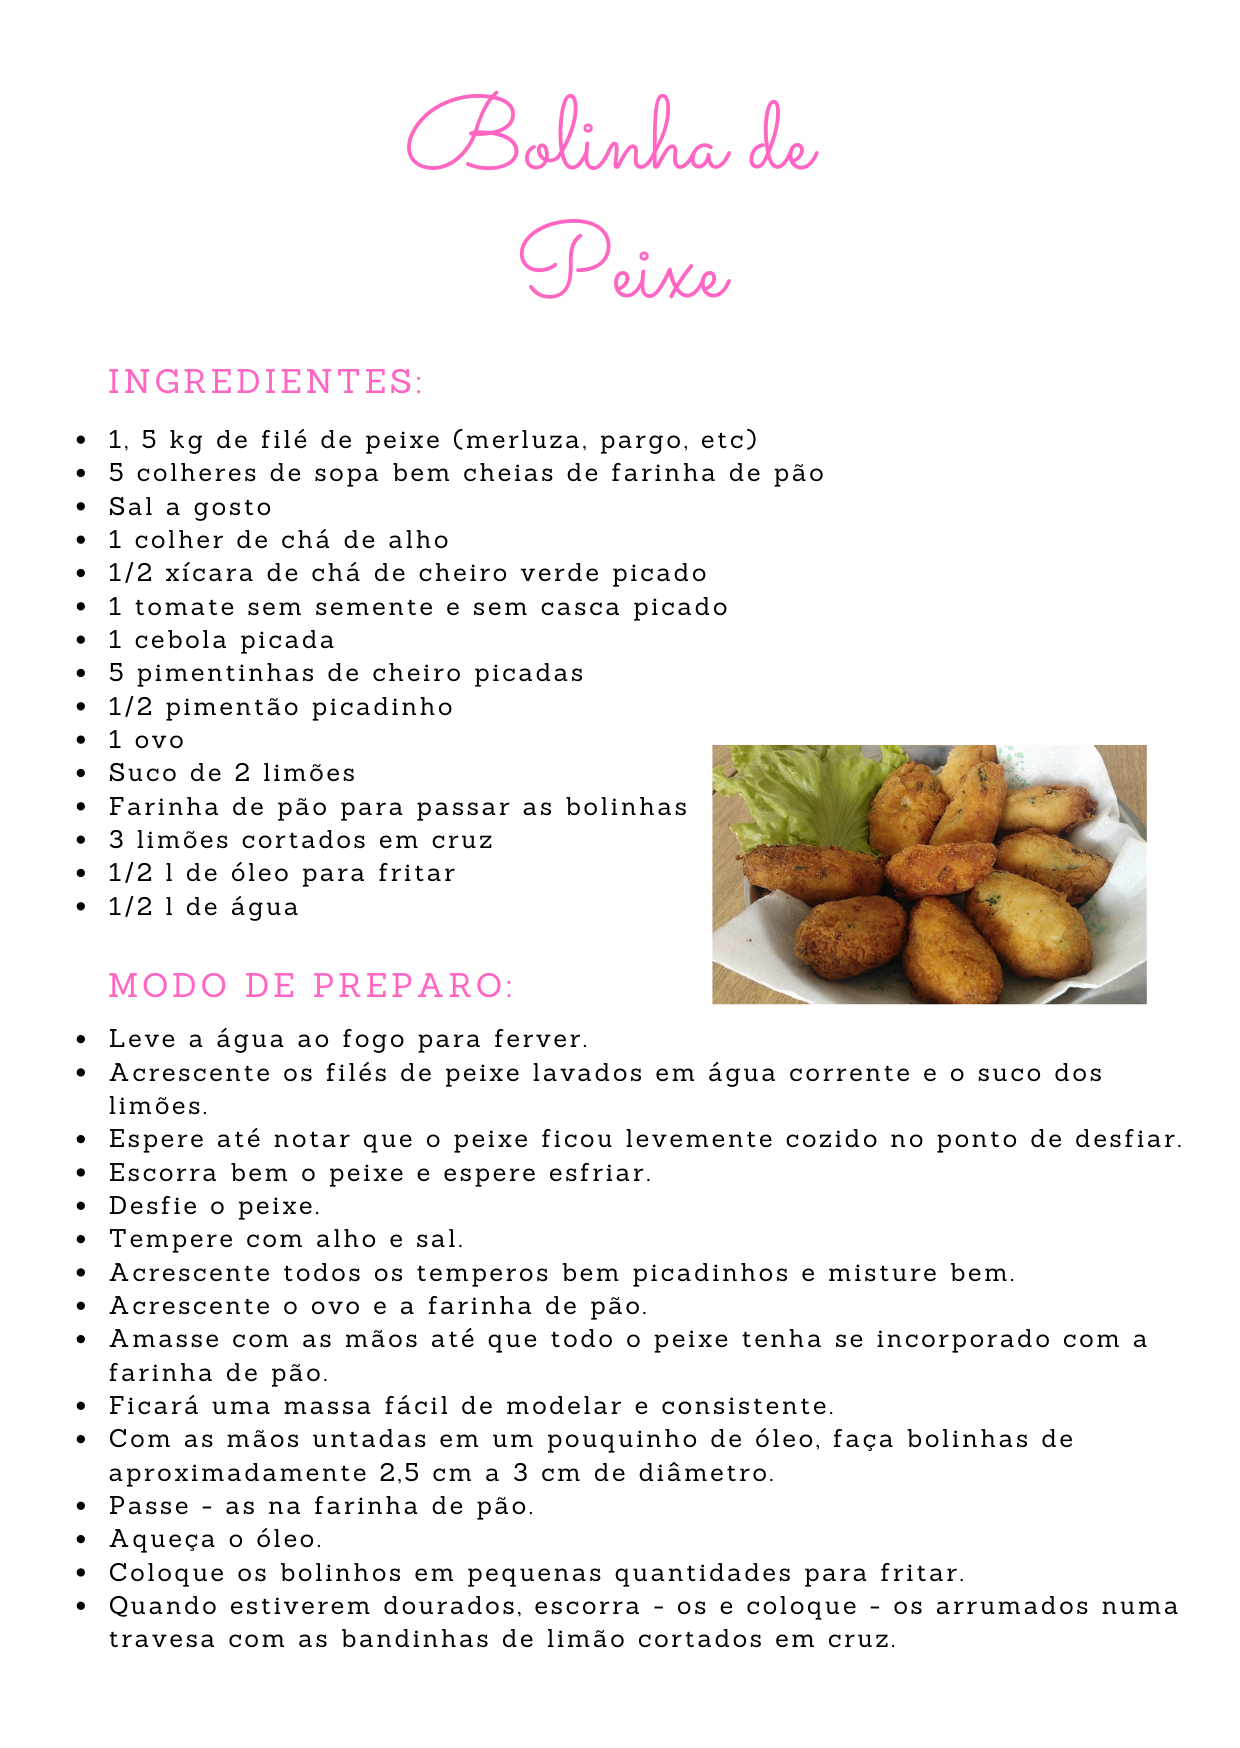 Bolinha de
Peixe
INGREDIENTES:
• 1, 5 kg de filé de peixe (merluza, pargo, etc)
• 5 colheres de sopa bem cheias de farinha de pão
• Sal a gosto
• 1 colher de chá de alho
• 1/2 xícara de chá de cheiro verde picado
• 1 tomate sem semente e sem casca picado
• 1 cebola picada
• 5 pimentinhas de cheiro picadas
• 1/2 pimentão picadinho
• 1 ovo
• Suco de 2 limões
• Farinha de pão para passar as bolinhas
• 3 limões cortados em cruz
• 1/2 l de óleo para fritar
• 1/2 l de água
MODO DE PREPARO:
• Leve a água ao fogo para ferver.
• Acrescente os filés de peixe lavados em água corrente e o suco dos
limões.
• Espere até notar que o peixe ficou levemente cozido no ponto de desfiar.
• Escorra bem o peixe e espere esfriar.
• Desfie o peixe.
• Tempere com alho e sal.
• Acrescente todos os temperos bem picadinhos e misture bem.
• Acrescente o ovo e a farinha de pão.
• Amasse com as mãos até que todo o peixe tenha se incorporado com a
farinha de pão.
• Ficará uma massa fácil de modelar e consistente.
• Com as mãos untadas em um pouquinho de óleo, faça bolinhas de
aproximadamente 2,5 cm a 3 cm de diâmetro.
• Passe - as na farinha de pão.
• Aqueça o óleo.
• Coloque os bolinhos em pequenas quantidades para fritar.
• Quando estiverem dourados, escorra - os e coloque - os arrumados numa
travesa com as bandinhas de limão cortados em cruz.